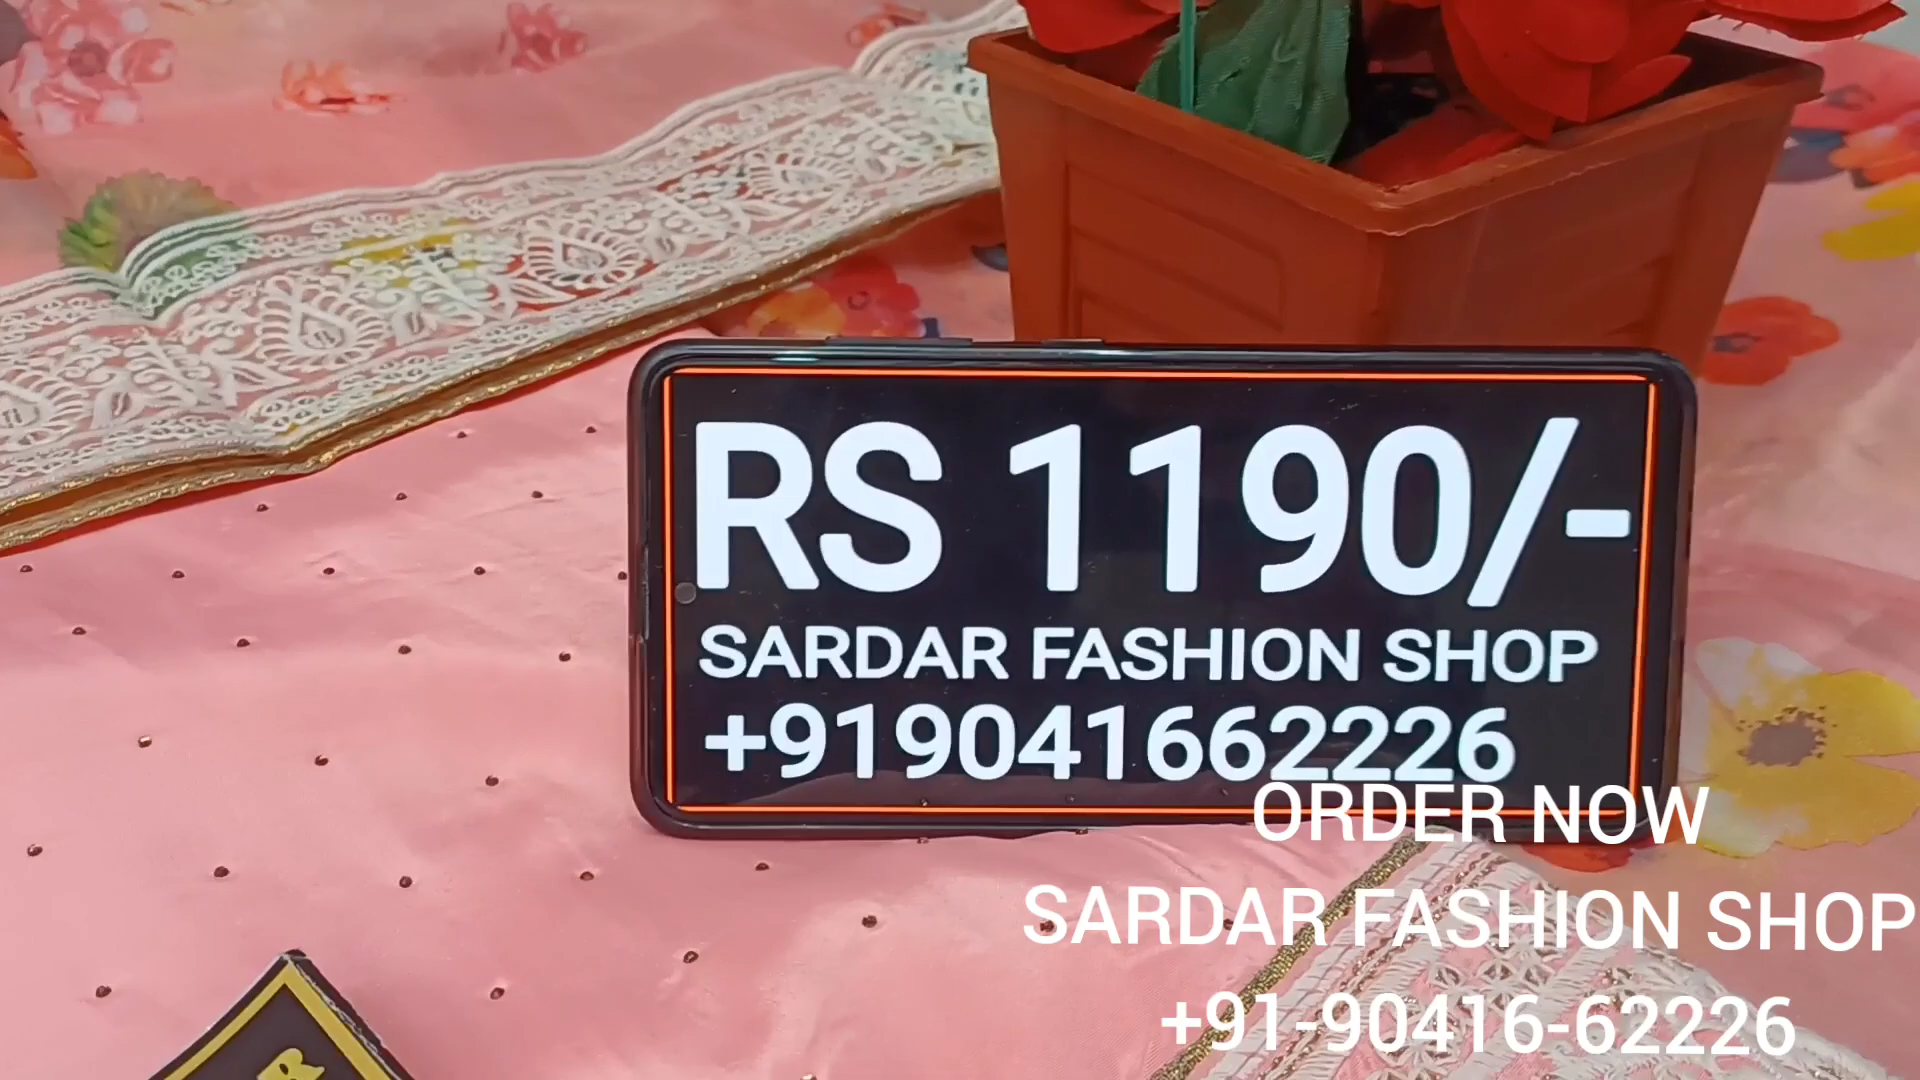 RS 1190/-
SARDAR FASHION SHOP
+919041662226
ORDER NOW
SARDAR FASHION SHOP
+91-90416-62226